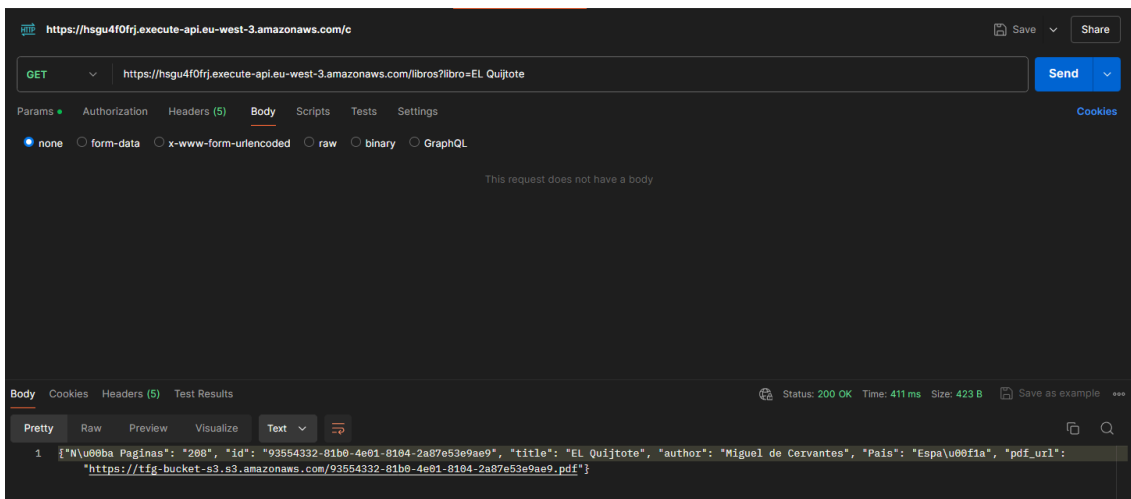 HTTP https://hsgu4f0frj.execute-api.eu-west-3.amazonaws.com/c Save Share
GET https://hsgu4f0frj.execute-api.eu-west-3.amazonaws.com/libros?libro=EL Quijtote Send
Params Authorization Headers (5) Body Scripts Tests Settings Cookies
none form-data x-www-form-urlencoded raw binary GraphQL
This request does not have a body
Body Cookies Headers (5) Test Results Status: 200 OK Time: 411 ms Size: 423 B Save as example
Pretty Raw Preview Visualize Text
1 {"N\u00ba Paginas": "208", "id": "93554332-81b0-4e01-8104-2a87e53e9ae9", "title": "EL Quijtote", "author": "Miguel de Cervantes", "Pais": "Espa\u00f1a", "pdf_url":
"https://tfg-bucket-s3.s3.amazonaws.com/93554332-81b0-4e01-8104-2a87e53e9ae9.pdf"}